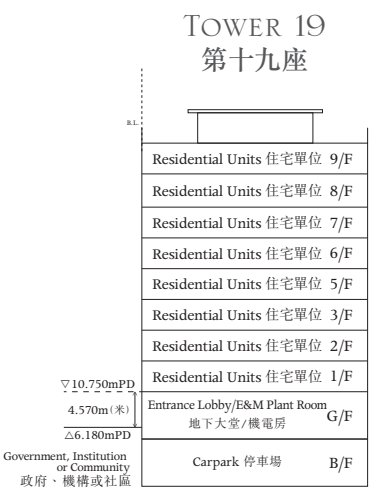 TOWER 19
第十九座
B.L.
Residential Units 住宅單位 9/F
Residential Units 住宅單位 8/F
Residential Units 住宅單位 7/F
Residential Units 住宅單位 6/F
Residential Units 住宅單位 5/F
Residential Units 住宅單位 3/F
Residential Units 住宅單位 2/F
Residential Units 住宅單位 1/F
▽10.750mPD
4.570m(米)
△6.180mPD
Entrance Lobby/E&M Plant Room
地下大堂/機電房
G/F
Government, Institution
or Community
政府、機構或社區
Carpark 停車場 B/F